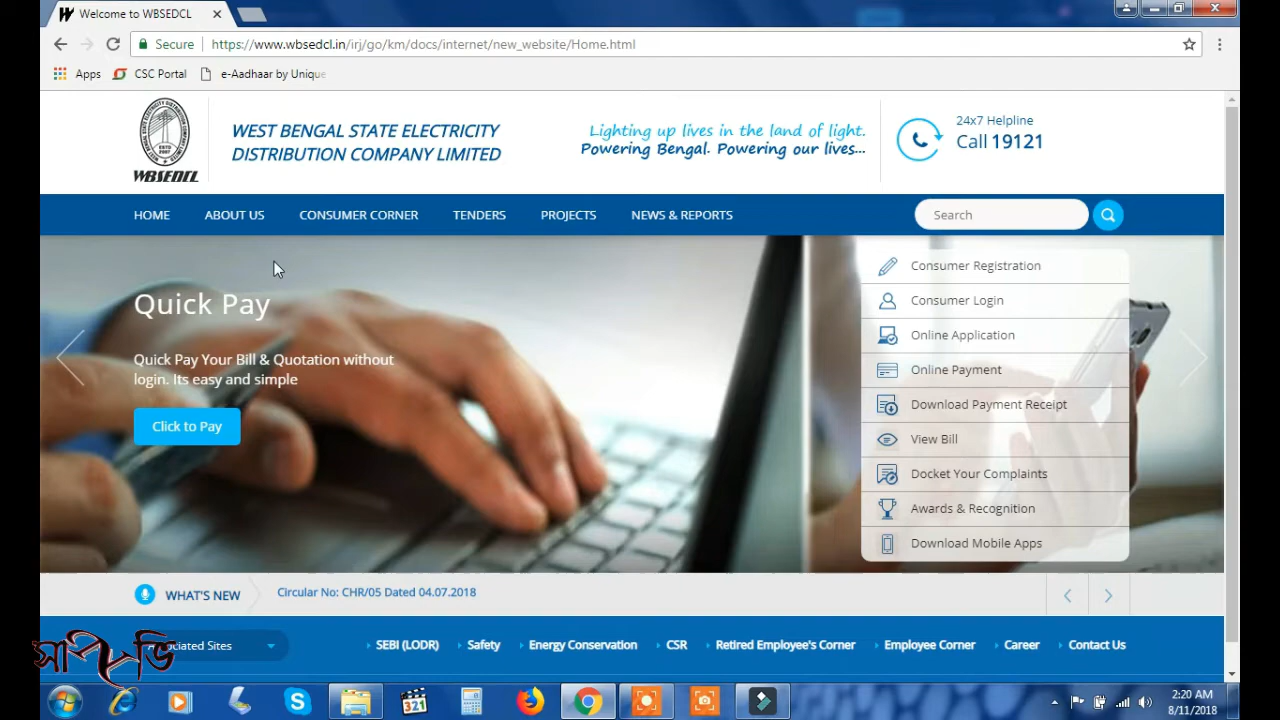 Welcome to WBSEDCL
Secure https://www.wbsedcl.in/irj/go/km/docs/internet/new_website/Home.html
Apps CSC Portal e-Aadhaar by Unique
WBSEDCL
WEST BENGAL STATE ELECTRICITY
DISTRIBUTION COMPANY LIMITED
Lighting up lives in the land of light.
Powering Bengal. Powering our lives...
24x7 Helpline
Call 19121
HOME ABOUT US CONSUMER CORNER TENDERS PROJECTS NEWS & REPORTS Search
Quick Pay
Quick Pay Your Bill & Quotation without
login. Its easy and simple
Click to Pay
Consumer Registration
Consumer Login
Online Application
Online Payment
Download Payment Receipt
View Bill
Docket Your Complaints
Awards & Recognition
Download Mobile Apps
WHAT'S NEW Circular No: CHR/05 Dated 04.07.2018
Sites SEBI (LODR) Safety Energy Conservation CSR Retired Employee's Corner Employee Corner Career Contact Us
321
2:20 AM
8/11/2018